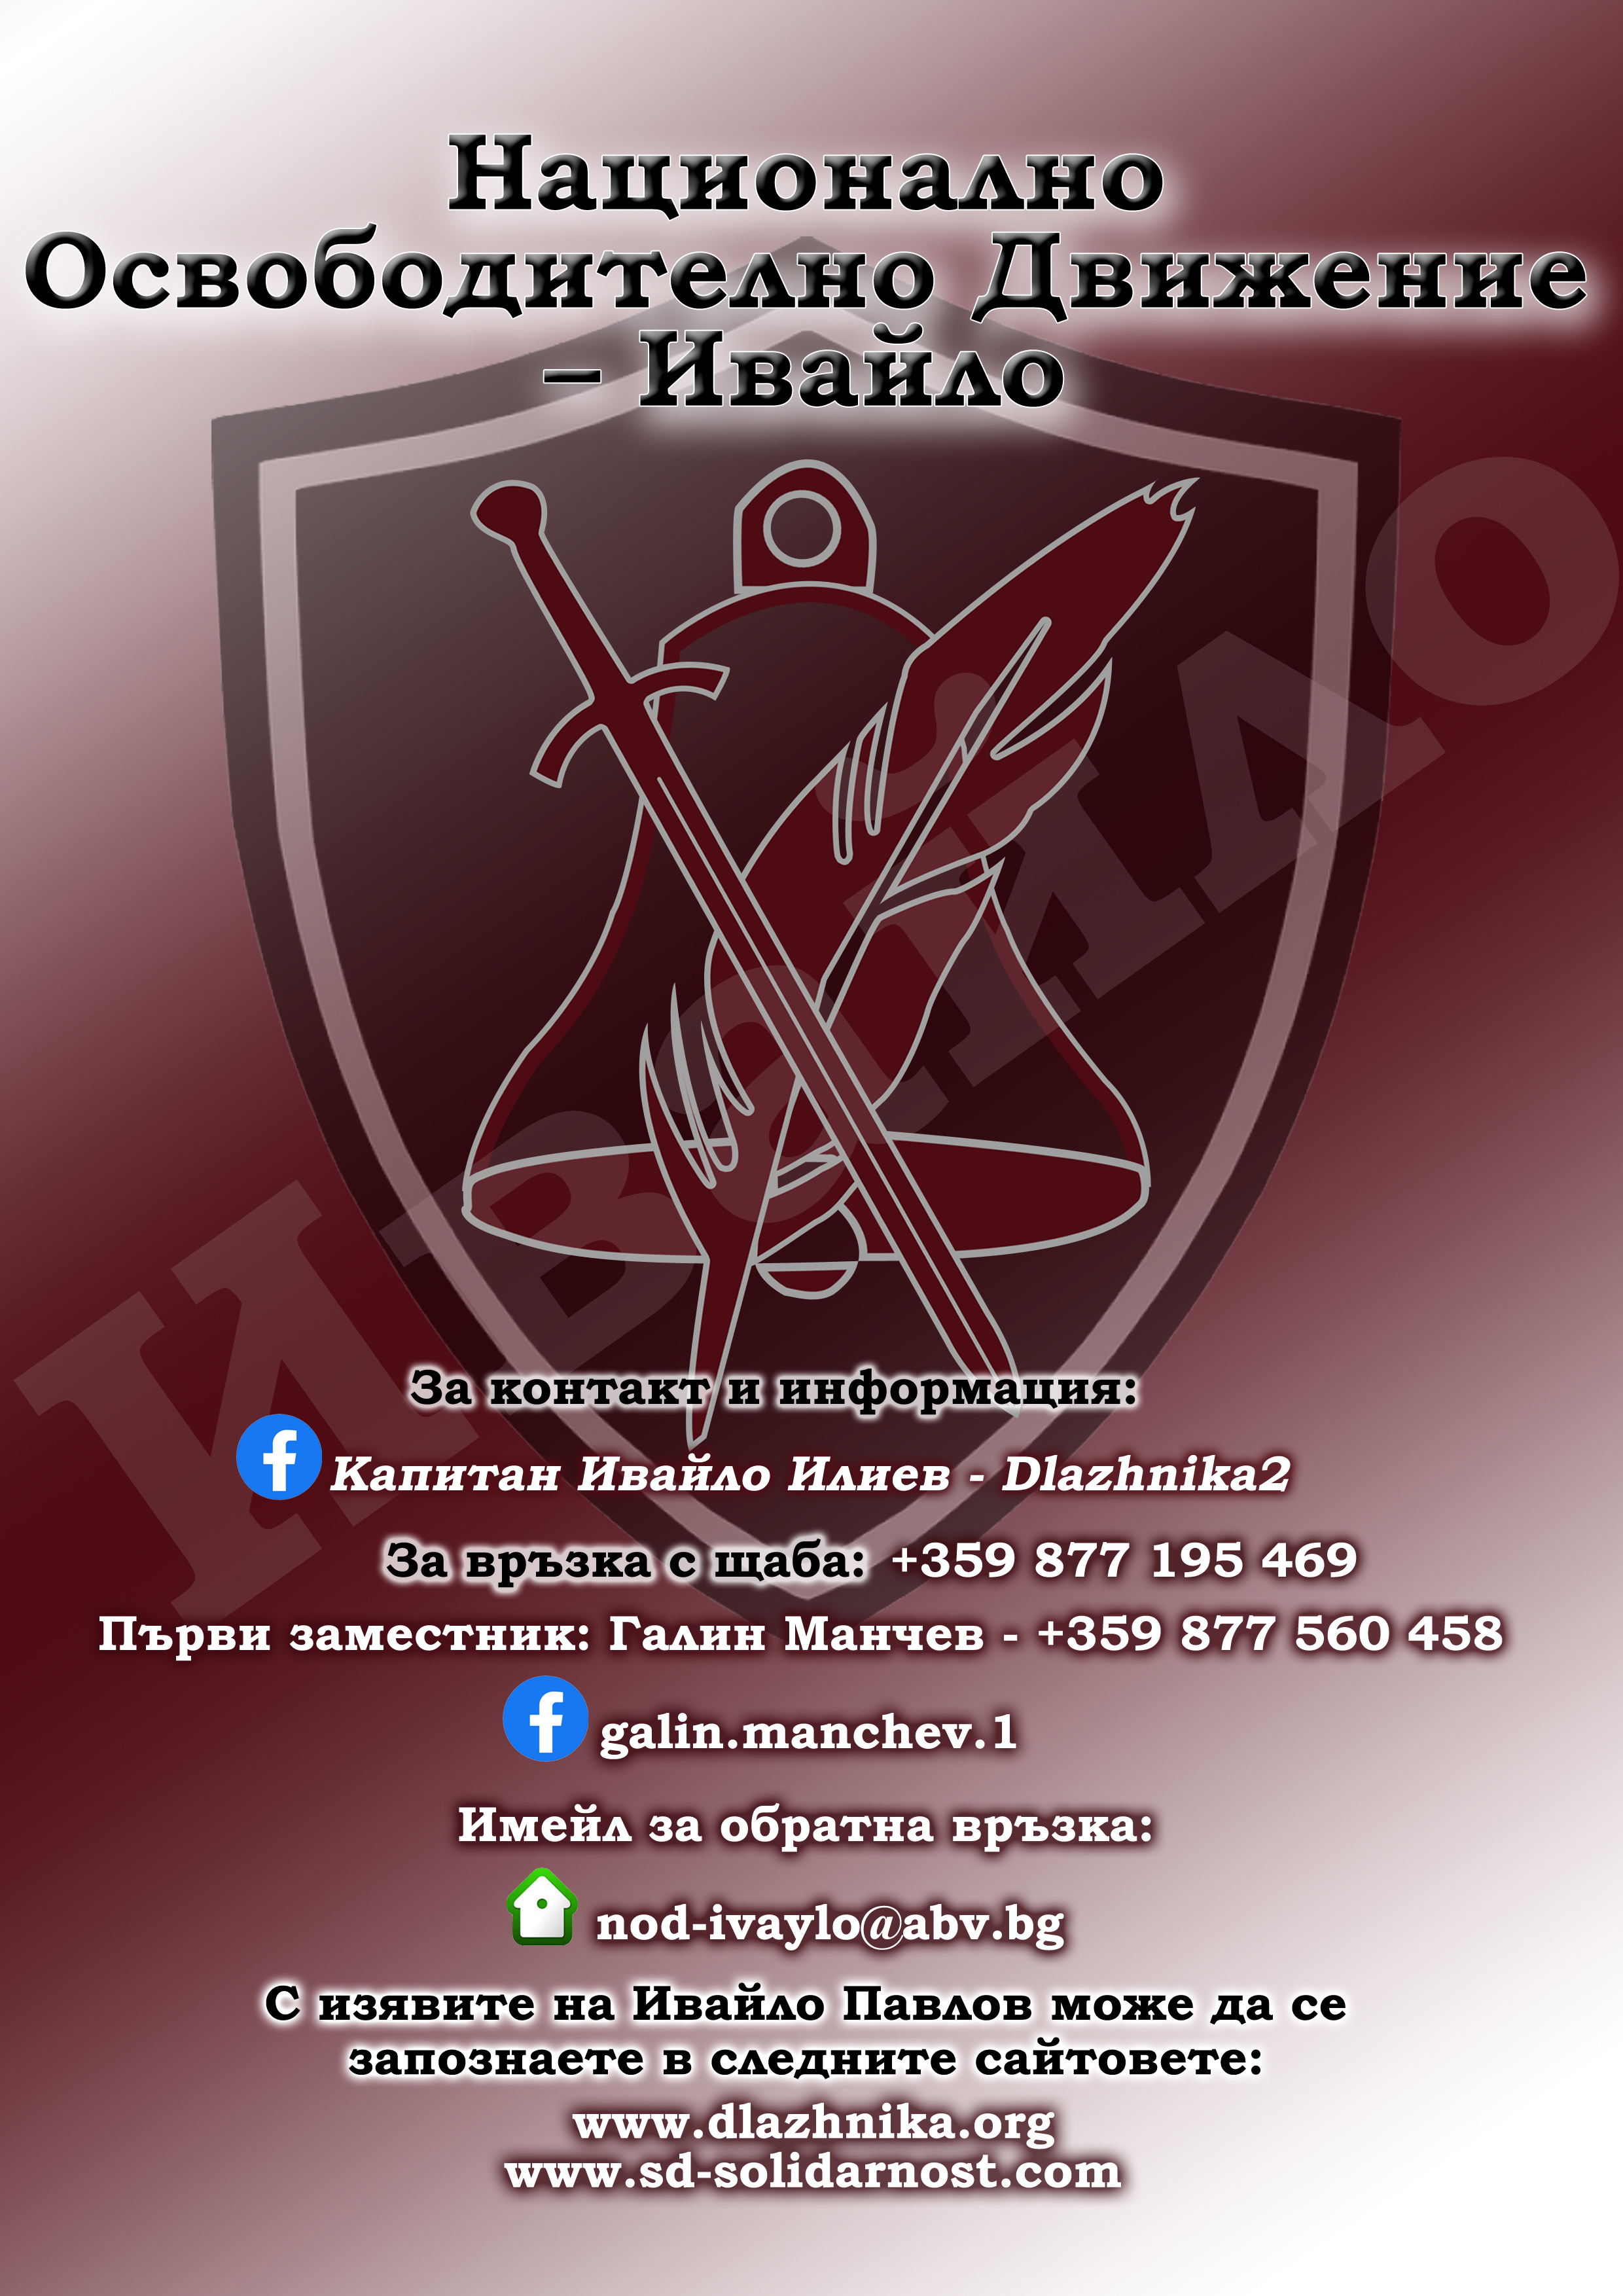 Национално
Освободително Движение
– Ивайло
Ивайло
За контакт и информация:
Капитан Ивайло Илиев - Dlazhnika2
За връзка с щаба: +359 877 195 469
Първи заместник: Галин Манчев - +359 877 560 458
galin.manchev.1
Имейл за обратна връзка:
nod-ivaylo@abv.bg
С изявите на Ивайло Павлов може да се
запознаете в следните сайтовете:
www.dlazhnika.org
www.sd-solidarnost.com